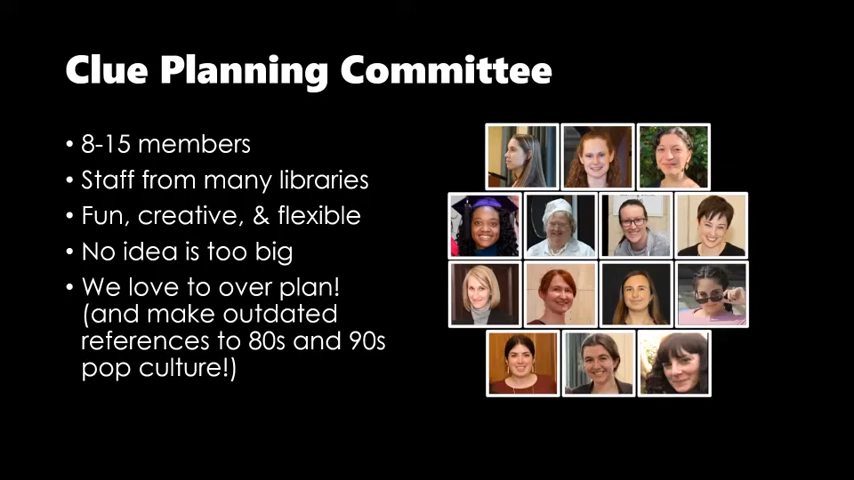 Clue Planning Committee
• 8-15 members
• Staff from many libraries
• Fun, creative, & flexible
• No idea is too big
• We love to over plan!
(and make outdated
references to 80s and 90s
pop culture!)